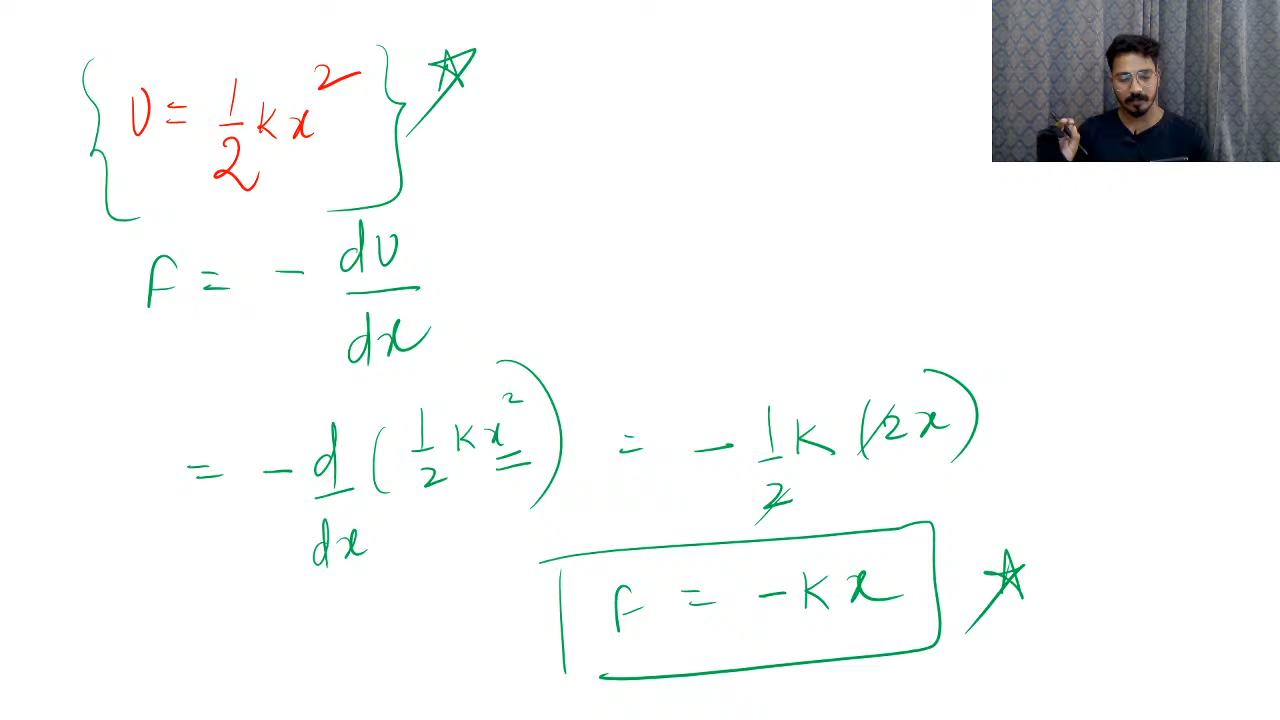 { U = 1/2 kx² }
F = - dU/dx
= - d/dx ( 1/2 kx² ) = - 1/2 k (2x)
F = -kx